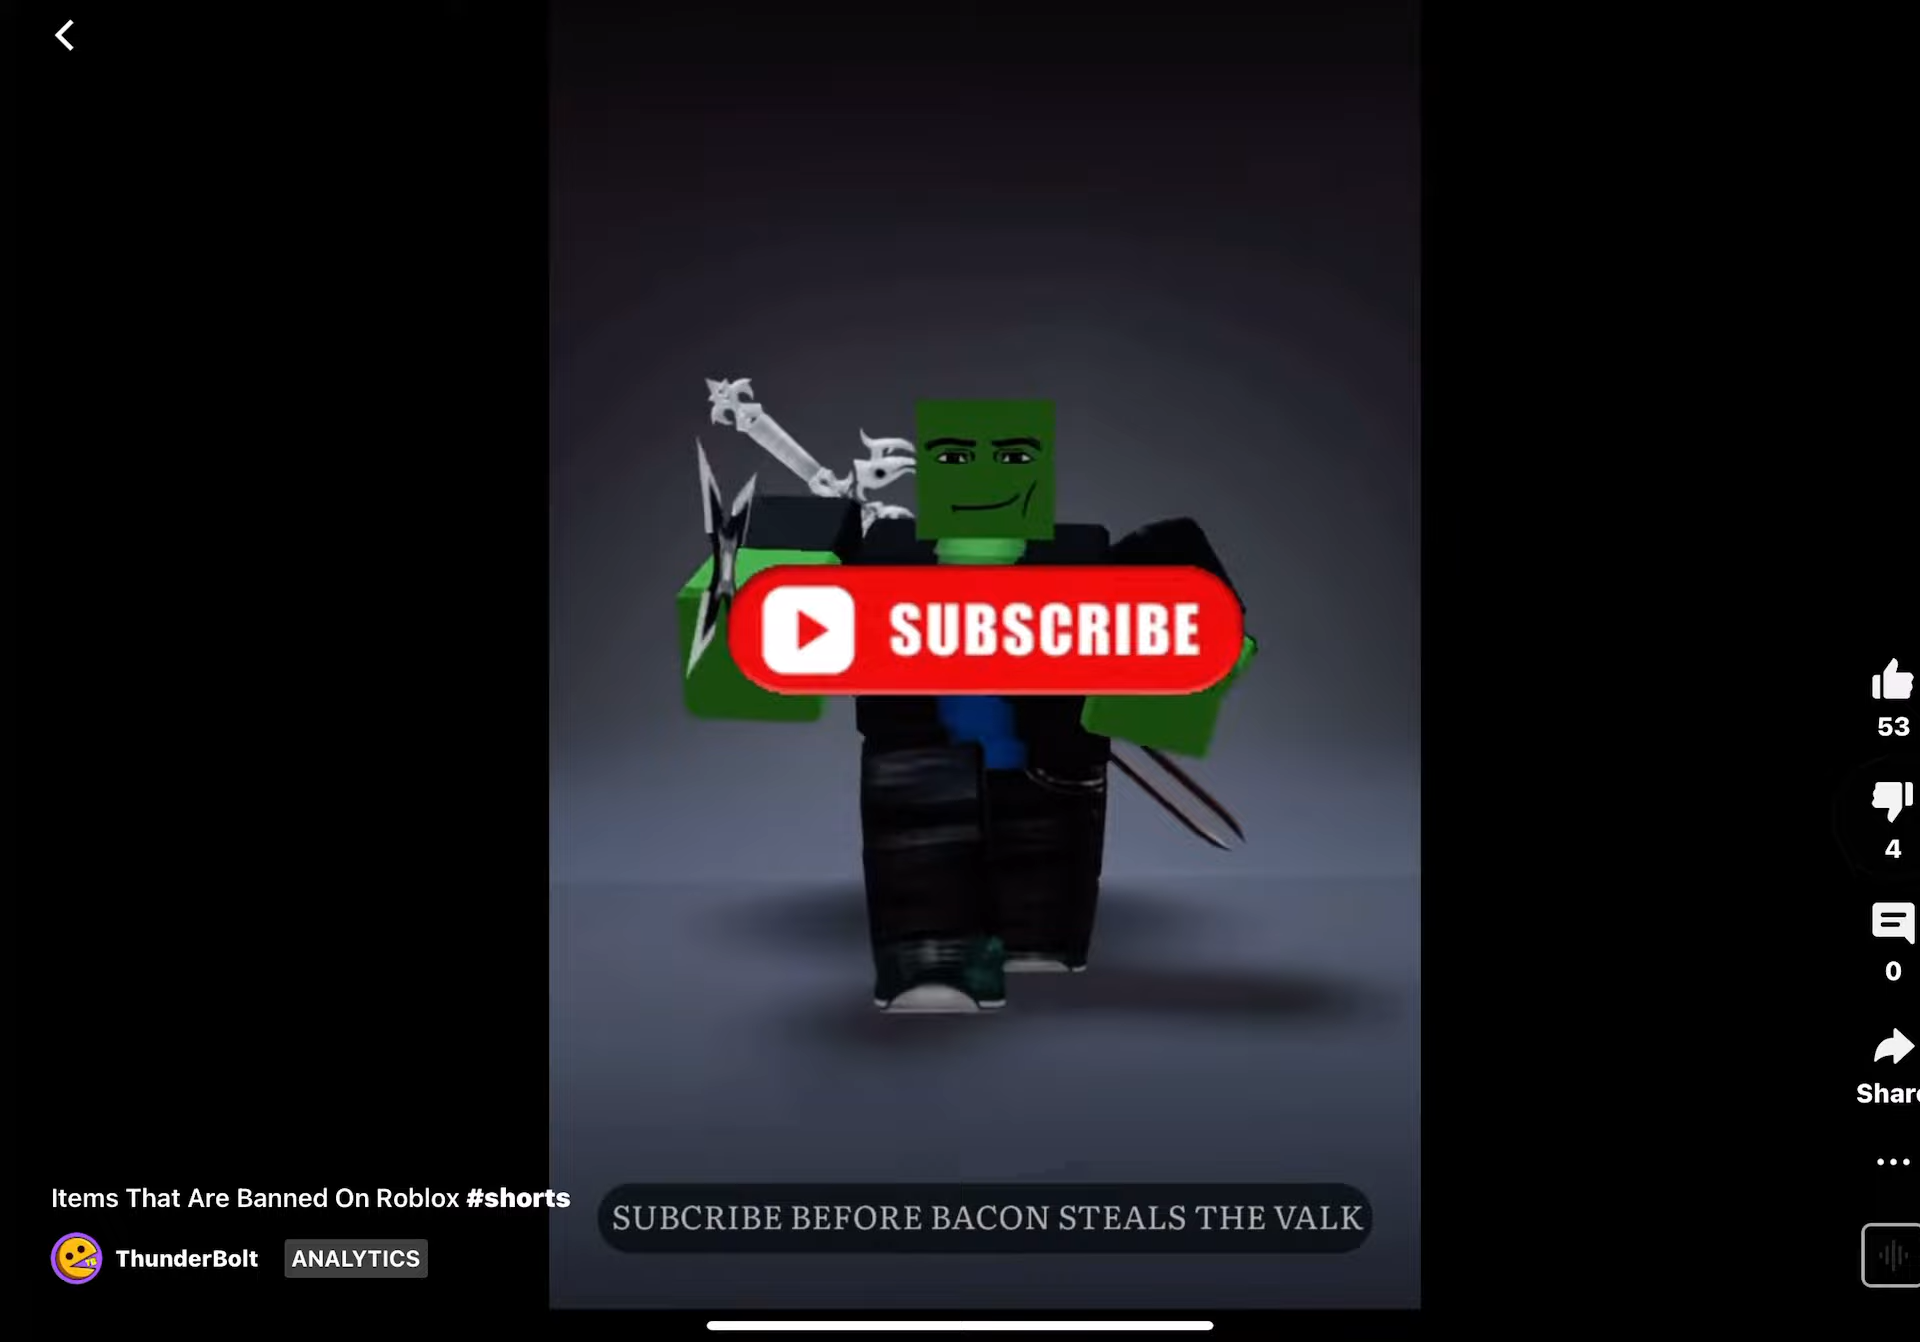 SUBSCRIBE
53
4
0
Share
Items That Are Banned On Roblox #shorts
SUBCRIBE BEFORE BACON STEALS THE VALK
ThunderBolt
ANALYTICS